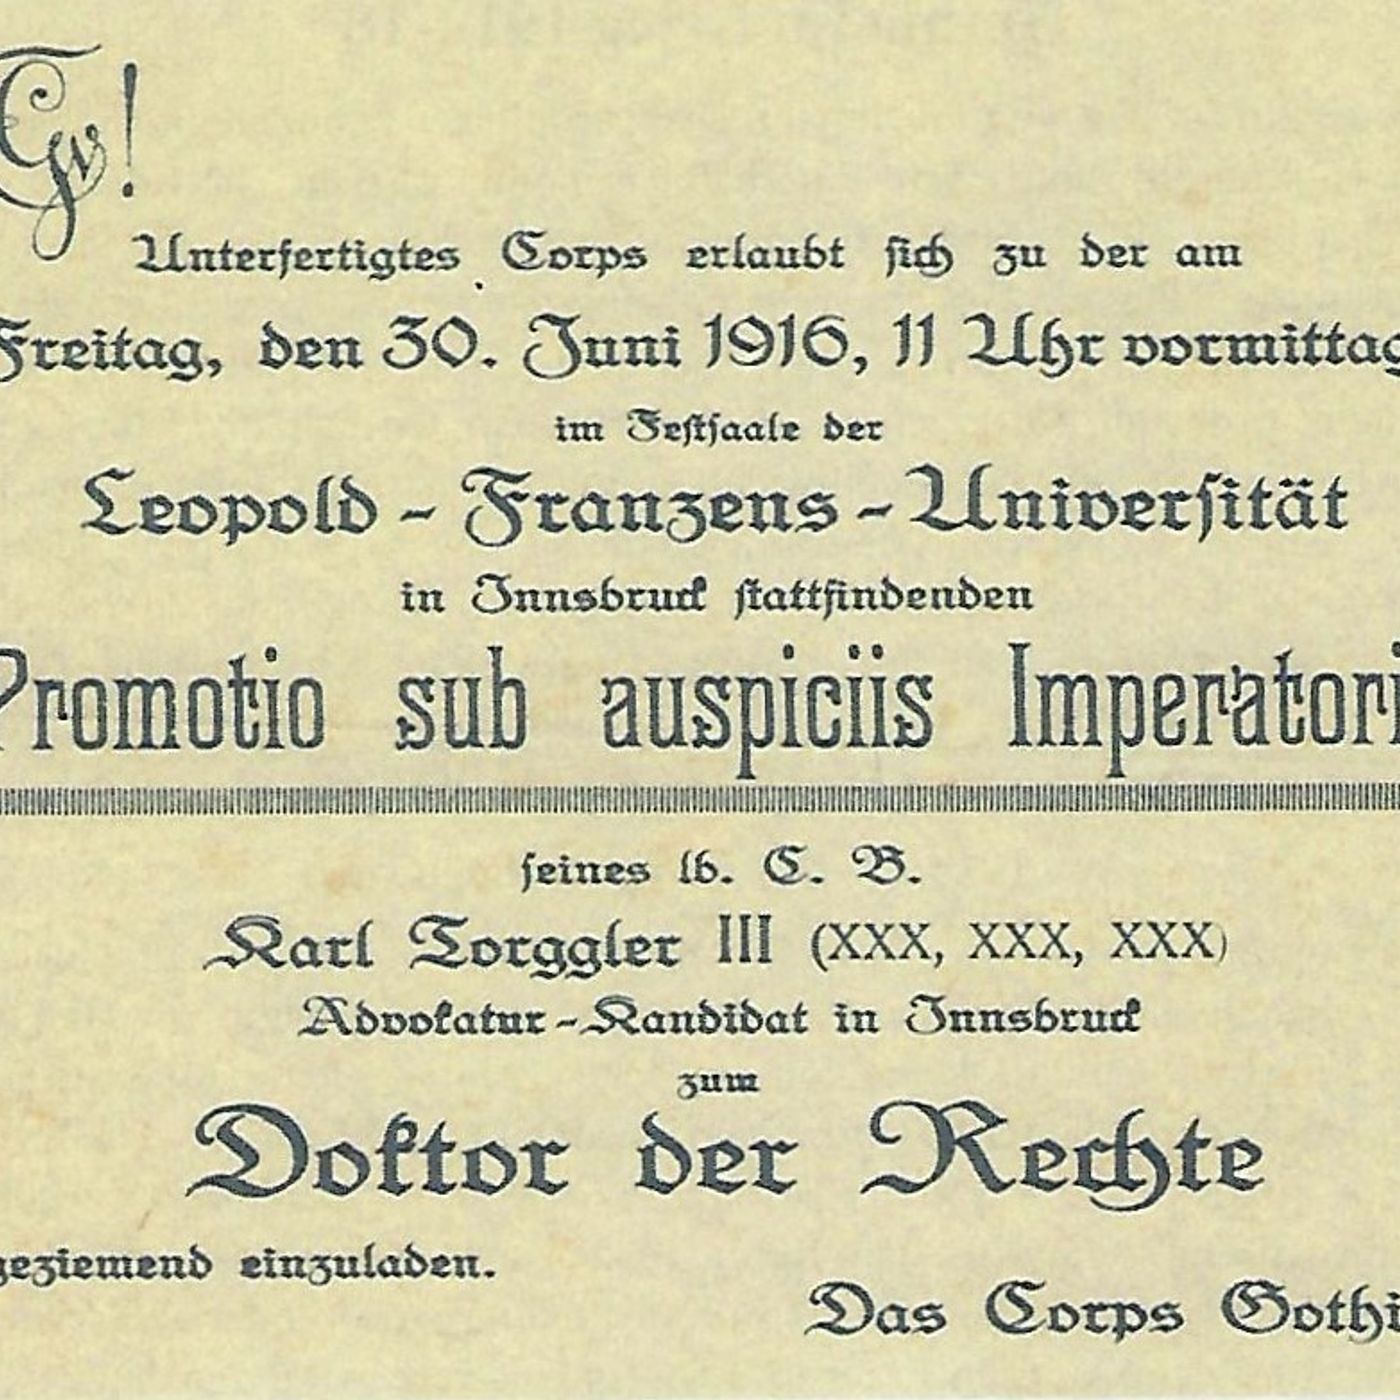 Unterfertigtes Corps erlaubt sich zu der am
Freitag, den 30. Juni 1916, 11 Uhr vormittag
im Festsaale der
Leopold-Franzens-Universität
in Innsbruck stattfindenden
Promotio sub auspiciis Imperatori
seines lb. C. B.
Karl Torggler III (XXX, XXX, XXX)
Advokatur-Kandidat in Innsbruck
zum
Doktor der Rechte
geziemend einzuladen.
Das Corps Gothi